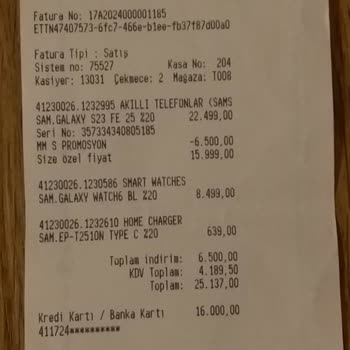 Fatura No: 17A2024000001185
ETTN47407573-6fc7-466e-b1ee-fb37f87d00a0
Fatura Tipi : Satış
Sistem no: 75527 Kasa No: 204
Kasiyer: 13031 Çekmece: 2 Mağaza: T008
41230026.1232995 AKILLI TELEFONLAR (SAMS
SAM.GALAXY S23 FE 25 %20 22.499,00
Seri No: 357334340805185
MM S PROMOSYON -6.500,00
Size özel fiyat 15.999,00
41230026.1230586 SMART WATCHES
SAM.GALAXY WATCH6 BL %20 8.499,00
41230026.1232610 HOME CHARGER
SAM.EP-T2510N TYPE C %20 639,00
Toplam indirim: 6.500,00
KDV Toplam: 4.189,50
Toplam: 25.137,00
Kredi Kartı / Banka Kartı 16.000,00
411724**********